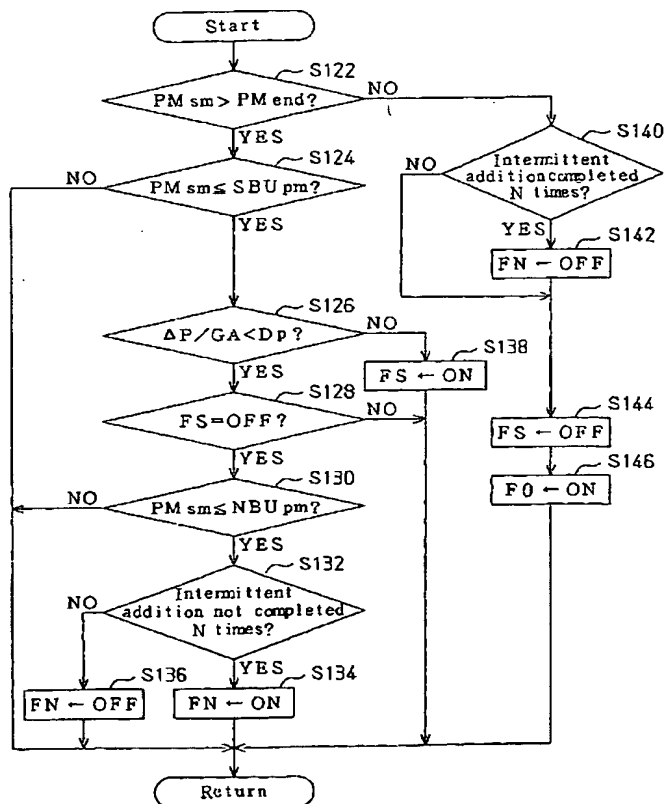 Start
S122
PM sm > PM end?
NO
YES
S124
PM sm ≤ SBU pm?
NO
YES
S126
ΔP/GA<Dp?
NO
YES
S138
FS ← ON
S128
FS=OFF?
NO
YES
S130
PM sm ≤ NBU pm?
NO
YES
S132
Intermittent
addition not completed
N times?
NO
YES
S136
FN ← OFF
S134
FN ← ON
S140
Intermittent
addition completed
N times?
NO
YES
S142
FN ← OFF
S144
FS ← OFF
S146
F0 ← ON
Return